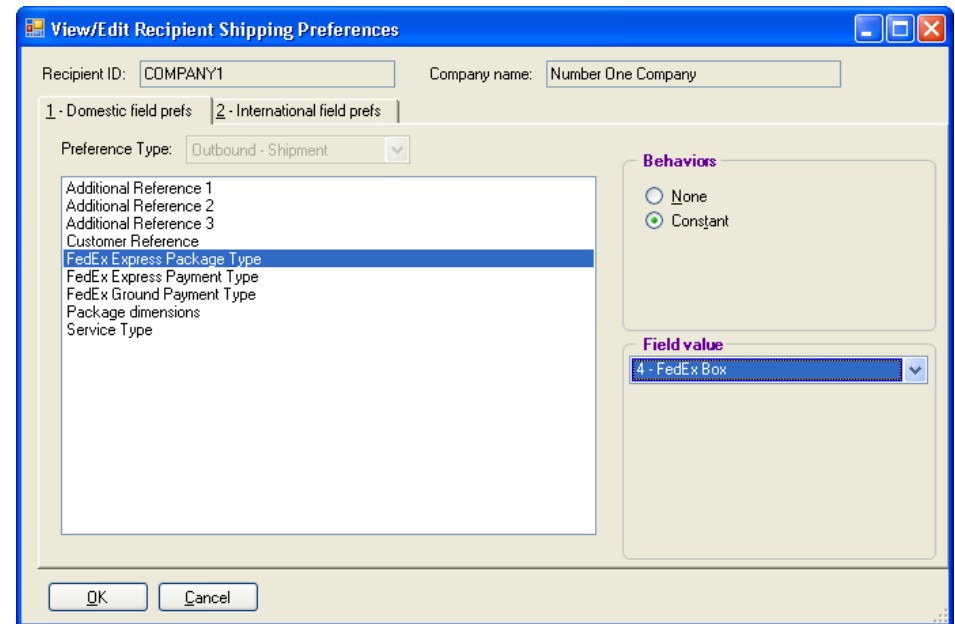 View/Edit Recipient Shipping Preferences
Recipient ID: COMPANY1 Company name: Number One Company
1 - Domestic field prefs 2 - International field prefs
Preference Type: Outbound - Shipment
Additional Reference 1
Additional Reference 2
Additional Reference 3
Customer Reference
FedEx Express Package Type
FedEx Express Payment Type
FedEx Ground Payment Type
Package dimensions
Service Type
Behaviors
None
Constant
Field value
4 - FedEx Box
OK Cancel